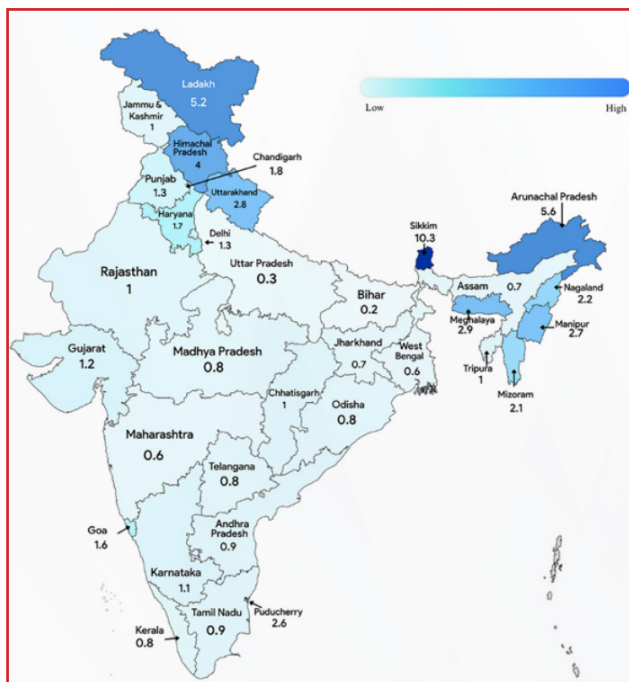 Ladakh
5.2
Low
High
Jammu &
Kashmir
1
Himachal
Pradesh
4
Chandigarh
1.8
Punjab
1.3
Uttarakhand
2.8
Haryana
1.7
Delhi
1.3
Arunachal Pradesh
5.6
Sikkim
10.3
Rajasthan
1
Uttar Pradesh
0.3
Assam
0.7
Nagaland
2.2
Bihar
0.2
Meghalaya
2.9
Manipur
2.7
Gujarat
1.2
Madhya Pradesh
0.8
Jharkhand
0.7
West
Bengal
0.6
Tripura
1
Mizoram
2.1
Chhatisgarh
1
Odisha
0.8
Maharashtra
0.6
Telangana
0.8
Goa
1.6
Andhra
Pradesh
0.9
Karnataka
1.1
Tamil Nadu
0.9
Puducherry
2.6
Kerala
0.8